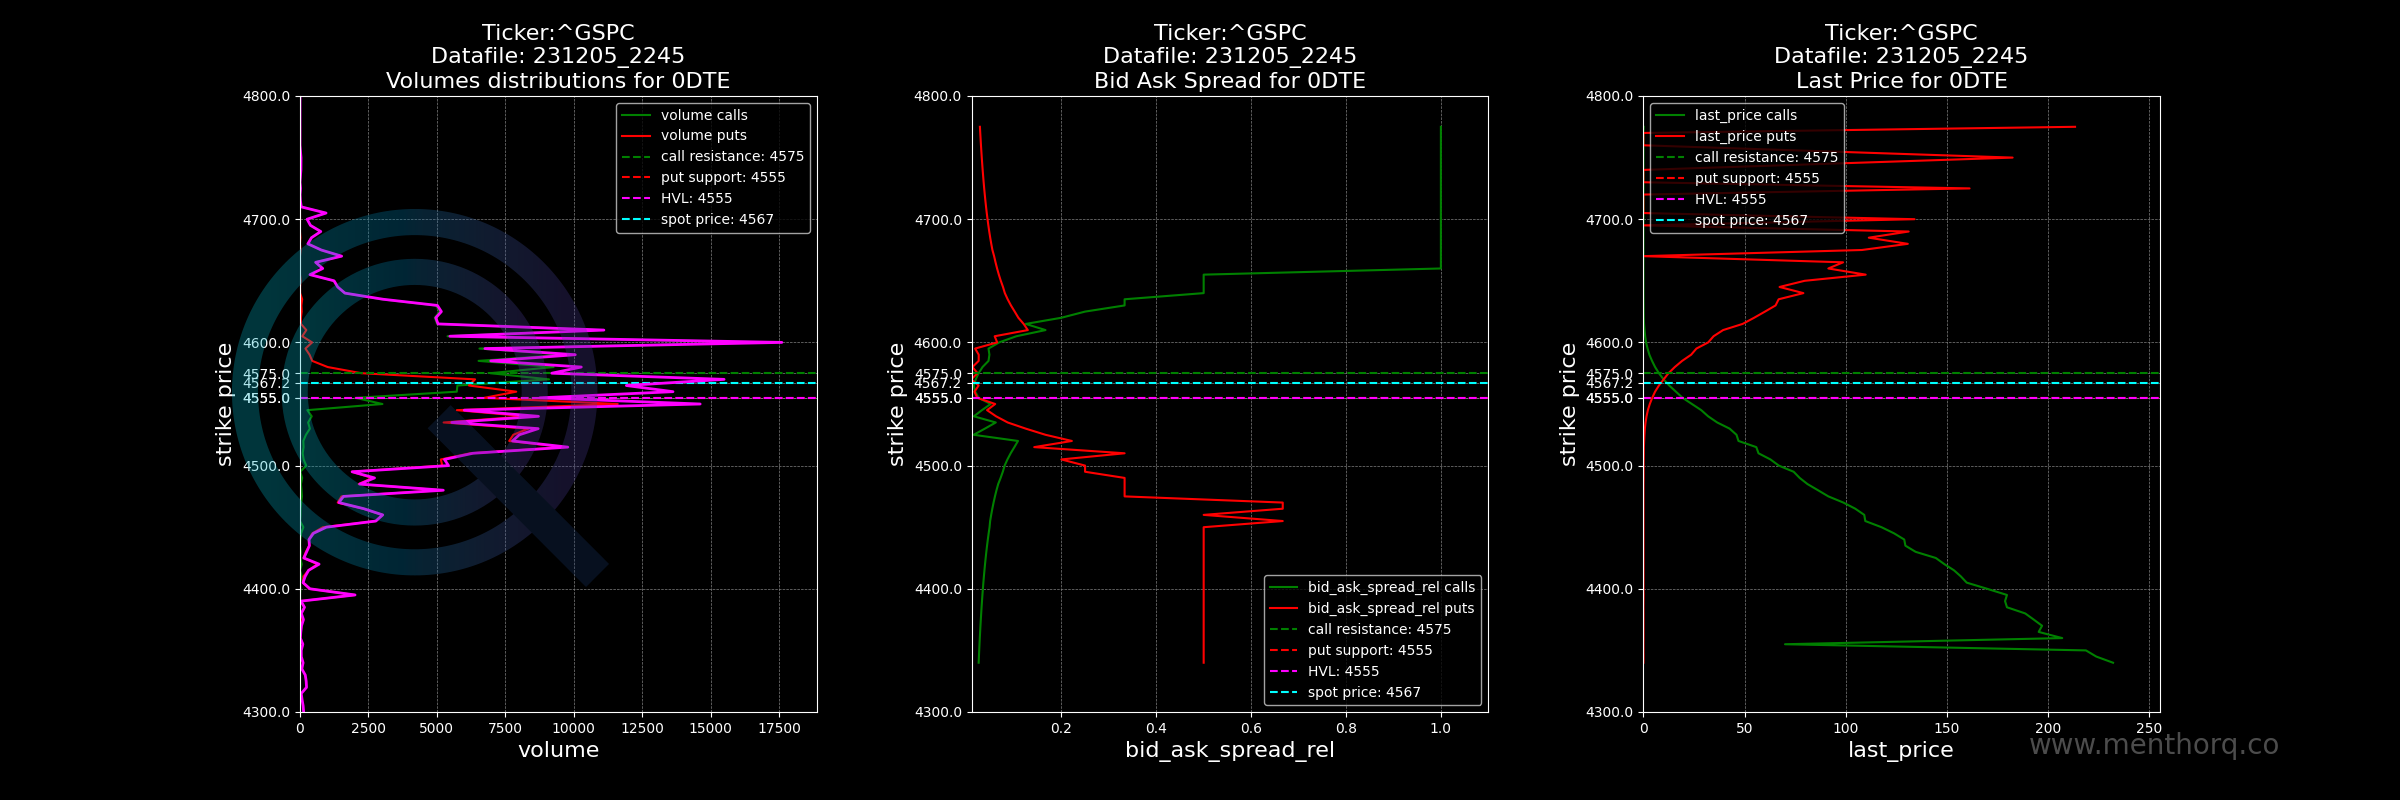 Ticker:^GSPC
Datafile: 231205_2245
Volumes distributions for 0DTE
4800.0
4700.0
4600.0
4575.0
4567.2
4555.0
4500.0
4400.0
4300.0
strike price
volume calls
volume puts
call resistance: 4575
put support: 4555
HVL: 4555
spot price: 4567
0
2500
5000
7500
10000
12500
15000
17500
volume
Ticker:^GSPC
Datafile: 231205_2245
Bid Ask Spread for 0DTE
4800.0
4700.0
4600.0
4575.0
4567.2
4555.0
4500.0
4400.0
4300.0
strike price
bid_ask_spread_rel calls
bid_ask_spread_rel puts
call resistance: 4575
put support: 4555
HVL: 4555
spot price: 4567
0.2
0.4
0.6
0.8
1.0
bid_ask_spread_rel
Ticker:^GSPC
Datafile: 231205_2245
Last Price for 0DTE
4800.0
4700.0
4600.0
4575.0
4567.2
4555.0
4500.0
4400.0
4300.0
strike price
last_price calls
last_price puts
call resistance: 4575
put support: 4555
HVL: 4555
spot price: 4567
0
50
100
150
200
250
last_price
www.menthorq.co